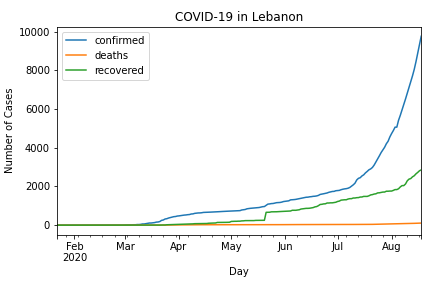 COVID-19 in Lebanon
confirmed
deaths
recovered
Number of Cases
10000
8000
6000
4000
2000
0
Feb Mar Apr May Jun Jul Aug
2020
Day